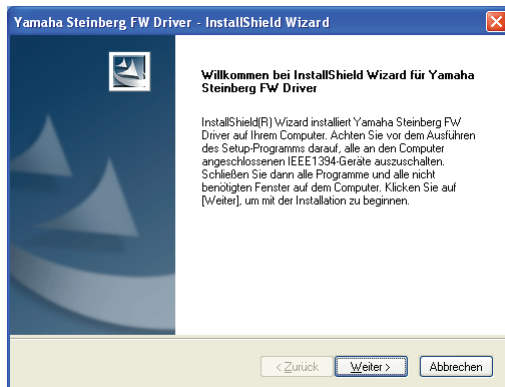 Yamaha Steinberg FW Driver - InstallShield Wizard
Willkommen bei InstallShield Wizard für Yamaha
Steinberg FW Driver
InstallShield(R) Wizard installiert Yamaha Steinberg FW
Driver auf Ihrem Computer. Achten Sie vor dem Ausführen
des Setup-Programms darauf, alle an den Computer
angeschlossenen IEEE1394-Geräte auszuschalten.
Schließen Sie dann alle Programme und alle nicht
benötigten Fenster auf dem Computer. Klicken Sie auf
[Weiter], um mit der Installation zu beginnen.
< Zurück Weiter > Abbrechen